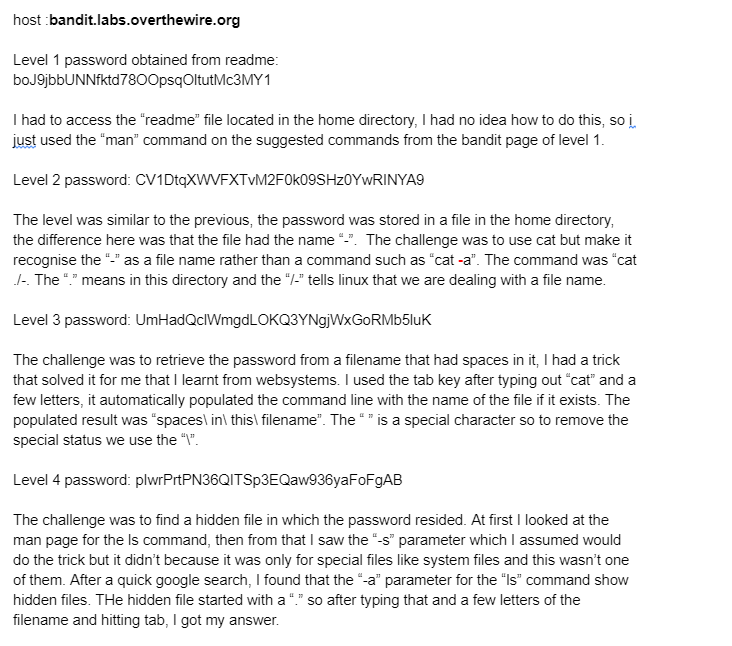 host :bandit.labs.overthewire.org
Level 1 password obtained from readme:
boJ9jbbUNNfktd78OOpsqOltutMc3MY1
I had to access the “readme” file located in the home directory, I had no idea how to do this, so i
just used the “man” command on the suggested commands from the bandit page of level 1.
Level 2 password: CV1DtqXWVFXTvM2F0k09SHz0YwRINYA9
The level was similar to the previous, the password was stored in a file in the home directory,
the difference here was that the file had the name “-”.  The challenge was to use cat but make it
recognise the “-” as a file name rather than a command such as “cat -a”. The command was “cat
./-. The “.” means in this directory and the “/-” tells linux that we are dealing with a file name.
Level 3 password: UmHadQclWmgdLOKQ3YNgjWxGoRMb5luK
The challenge was to retrieve the password from a filename that had spaces in it, I had a trick
that solved it for me that I learnt from websystems. I used the tab key after typing out “cat” and a
few letters, it automatically populated the command line with the name of the file if it exists. The
populated result was “spaces\ in\ this\ filename”. The “ ” is a special character so to remove the
special status we use the “\”.
Level 4 password: pIwrPrtPN36QITSp3EQaw936yaFoFgAB
The challenge was to find a hidden file in which the password resided. At first I looked at the
man page for the ls command, then from that I saw the “-s” parameter which I assumed would
do the trick but it didn’t because it was only for special files like system files and this wasn’t one
of them. After a quick google search, I found that the “-a” parameter for the “ls” command show
hidden files. THe hidden file started with a “.” so after typing that and a few letters of the
filename and hitting tab, I got my answer.